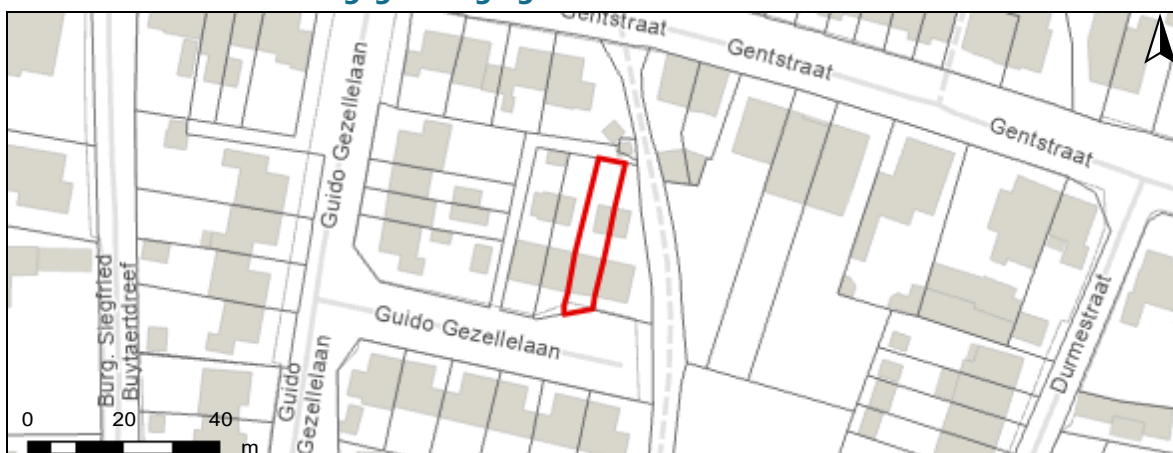 Gentstraat
Gentstraat
Gentstraat
Guido Gezellelaan
Guido Gezellelaan
Guido
Gezellelaan
Burg. Siegfried
Buytaertdreef
Durmestraat
0 20 40
m